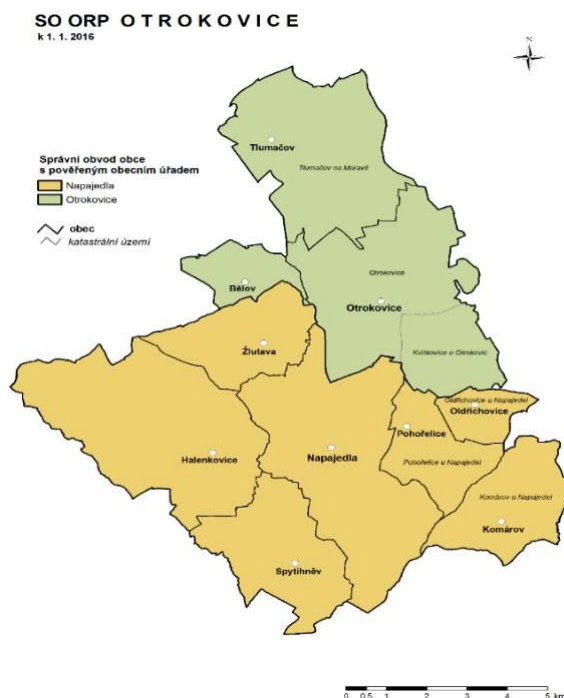 SO ORP OTROKOVICE
k 1. 1. 2016
N
Správní obvod obce
s pověřeným obecním úřadem
Napajedla
Otrokovice
obec
katastrální území
Tlumačov
Tlumačov na Moravě
Otrokovice
Otrokovice
Bělov
Kvítkovice u Otrokovic
Žlutava
Oldřichovice u Napajedel
Oldřichovice
Pohořelice
Pohořelice u Napajedel
Halenkovice
Napajedla
Komárov u Napajedel
Komárov
Spytihněv
0 0,5 1 2 3 4 5 km